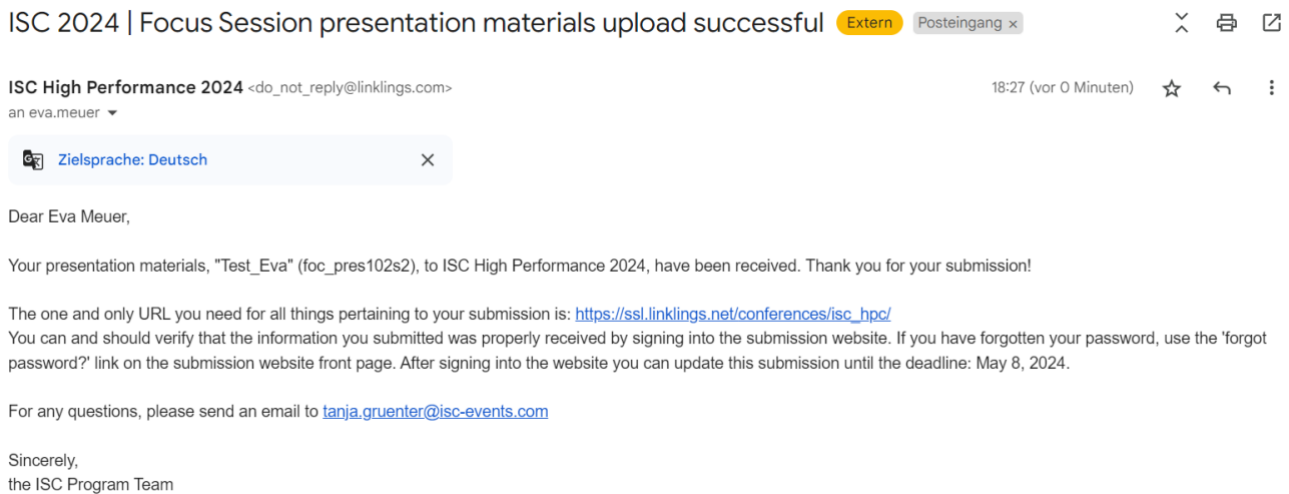 ISC 2024 | Focus Session presentation materials upload successful Extern Posteingang ×
ISC High Performance 2024 <do_not_reply@linklings.com> 18:27 (vor 0 Minuten)
an eva.meuer
Zielsprache: Deutsch
Dear Eva Meuer,
Your presentation materials, "Test_Eva" (foc_pres102s2), to ISC High Performance 2024, have been received. Thank you for your submission!
The one and only URL you need for all things pertaining to your submission is: https://ssl.linklings.net/conferences/isc_hpc/
You can and should verify that the information you submitted was properly received by signing into the submission website. If you have forgotten your password, use the 'forgot
password?' link on the submission website front page. After signing into the website you can update this submission until the deadline: May 8, 2024.
For any questions, please send an email to tanja.gruenter@isc-events.com
Sincerely,
the ISC Program Team